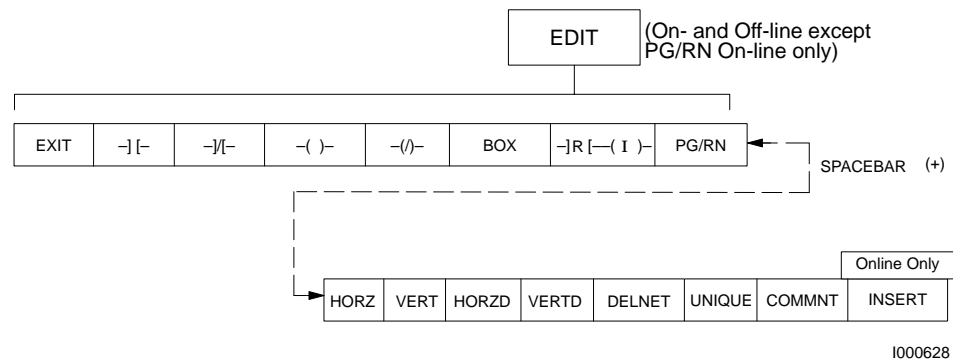 EDIT
(On- and Off-line except
PG/RN On-line only)
EXIT –] [– –]/[– –( )– –(/)– BOX –]R[––( I )– PG/RN
SPACEBAR (+)
Online Only
HORZ VERT HORZD VERTD DELNET UNIQUE COMMNT INSERT
I000628